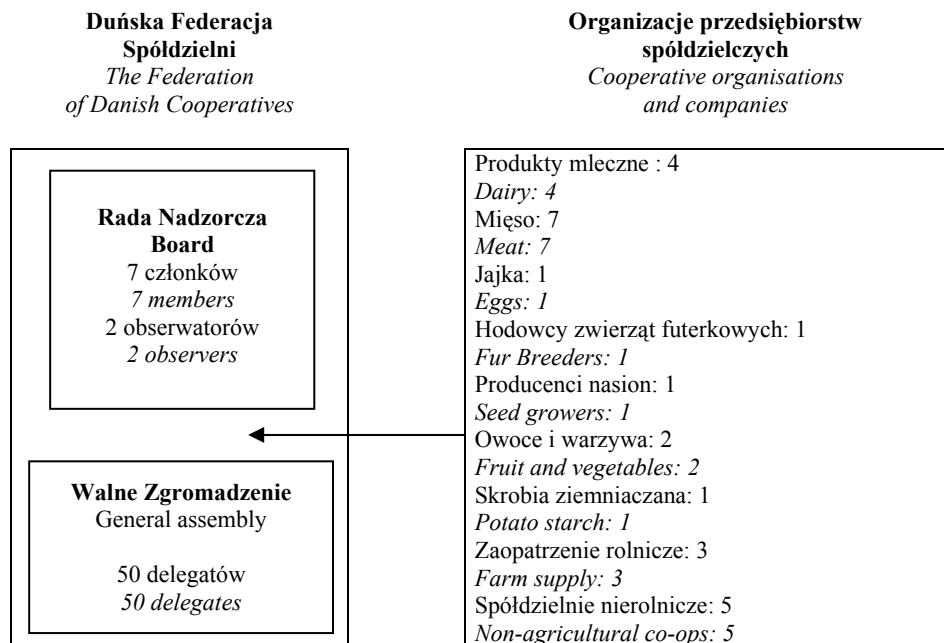 Duńska Federacja
Spółdzielni
The Federation
of Danish Cooperatives
Rada Nadzorcza
Board
7 członków
7 members
2 obserwatorów
2 observers
Walne Zgromadzenie
General assembly
50 delegatów
50 delegates
Organizacje przedsiębiorstw
spółdzielczych
Cooperative organisations
and companies
Produkty mleczne : 4
Dairy: 4
Mięso: 7
Meat: 7
Jajka: 1
Eggs: 1
Hodowcy zwierząt futerkowych: 1
Fur Breeders: 1
Producenci nasion: 1
Seed growers: 1
Owoce i warzywa: 2
Fruit and vegetables: 2
Skrobia ziemniaczana: 1
Potato starch: 1
Zaopatrzenie rolnicze: 3
Farm supply: 3
Spółdzielnie nierolnicze: 5
Non-agricultural co-ops: 5